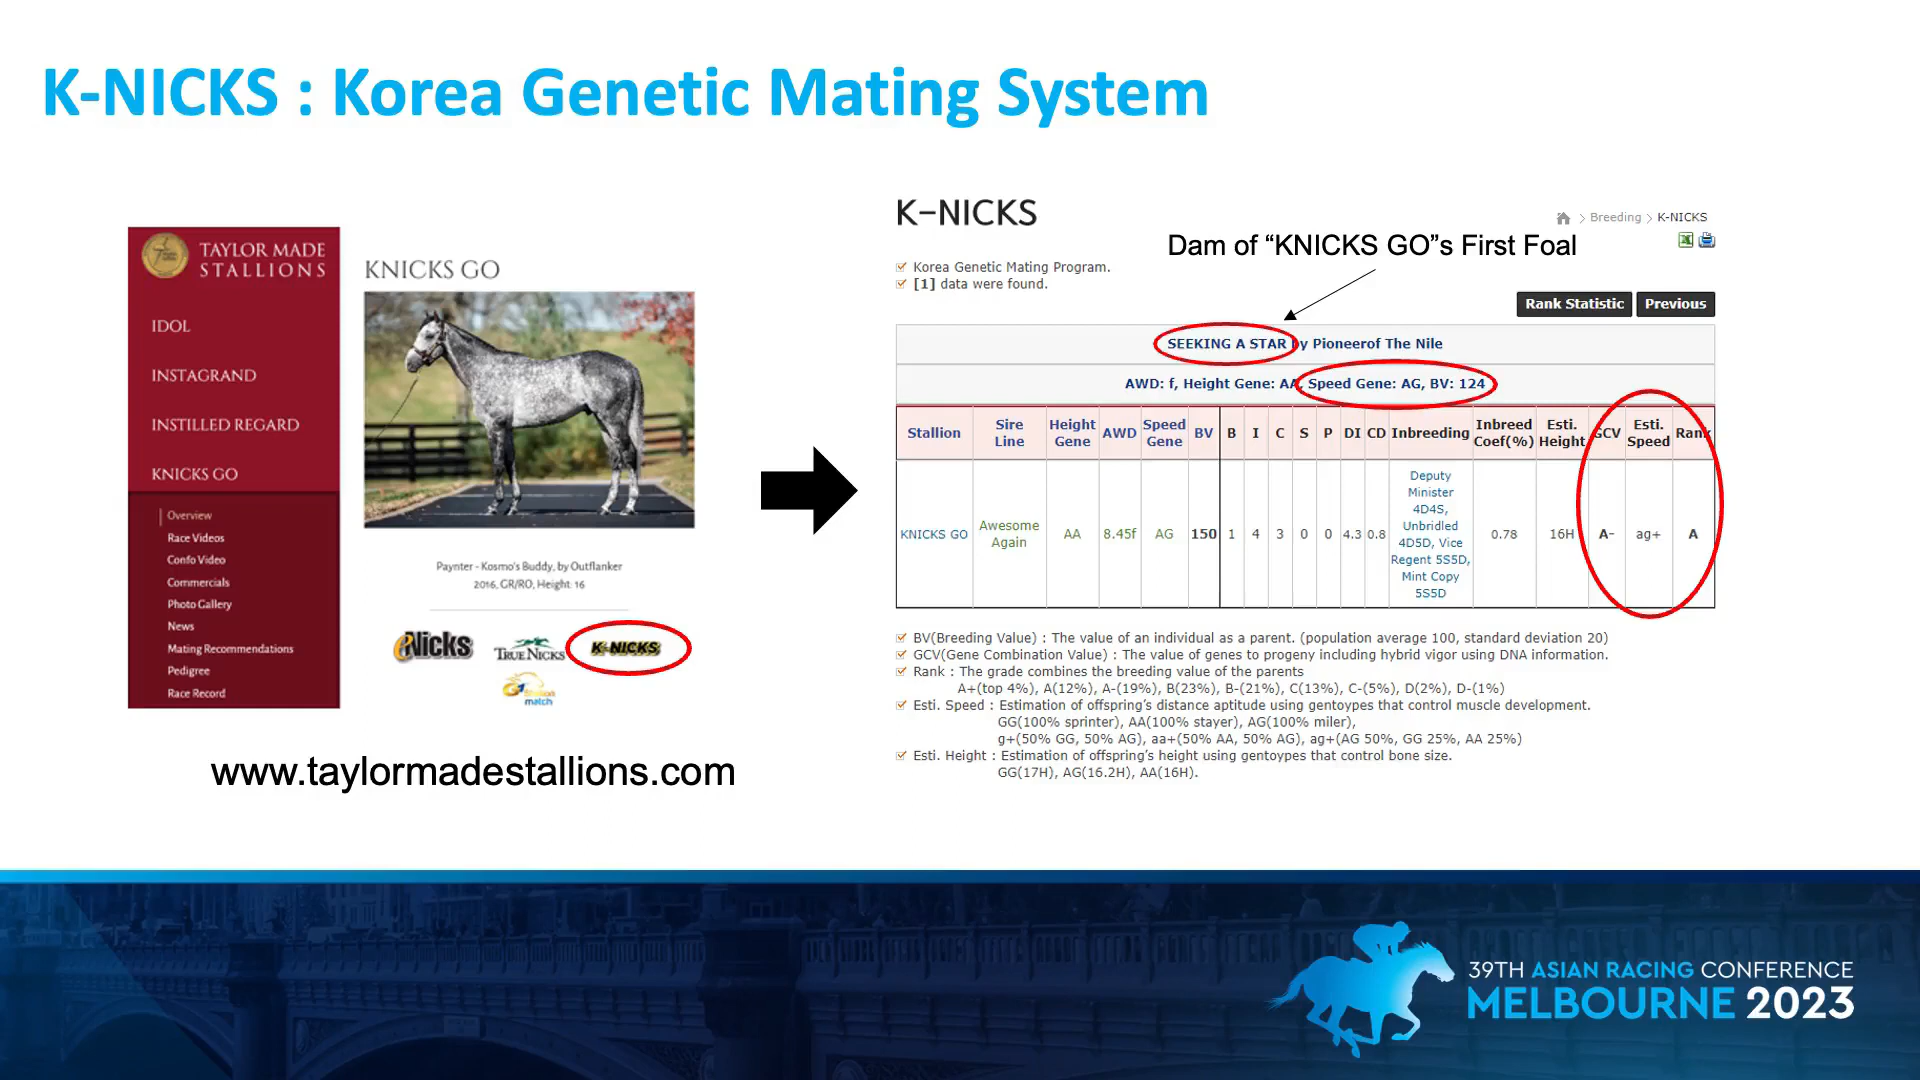 K-NICKS : Korea Genetic Mating System
TAYLOR MADE
STALLIONS
IDOL
INSTAGRAND
INSTILLED REGARD
KNICKS GO
Overview
Race Videos
Confo Video
Commercials
Photo Gallery
News
Mating Recommendations
Pedigree
Race Record
KNICKS GO
Paynter - Kosmo's Buddy, by Outflanker
2016, GR/RO, Height: 16
eNicks
TRUENICKS
K-NICKS
G1 Stallion
match
www.taylormadestallions.com
K-NICKS
Breeding > K-NICKS
Dam of “KNICKS GO”s First Foal
Korea Genetic Mating Program.
[1] data were found.
Rank Statistic Previous
SEEKING A STAR by Pioneerof The Nile
AWD: f, Height Gene: AA, Speed Gene: AG, BV: 124
Stallion Sire Line Height Gene AWD Speed Gene BV B I C S P DI CD Inbreeding Inbreed Coef(%) Esti. Height GCV Esti. Speed Rank
KNICKS GO Awesome Again AA 8.45f AG 150 1 4 3 0 0 4.3 0.8 Deputy Minister 4D4S, Unbridled 4D5D, Vice Regent 5S5D, Mint Copy 5S5D 0.78 16H A- ag+ A
BV(Breeding Value) : The value of an individual as a parent. (population average 100, standard deviation 20)
GCV(Gene Combination Value) : The value of genes to progeny including hybrid vigor using DNA information.
Rank : The grade combines the breeding value of the parents
A+(top 4%), A(12%), A-(19%), B(23%), B-(21%), C(13%), C-(5%), D(2%), D-(1%)
Esti. Speed : Estimation of offspring's distance aptitude using gentoypes that control muscle development.
GG(100% sprinter), AA(100% stayer), AG(100% miler),
g+(50% GG, 50% AG), aa+(50% AA, 50% AG), ag+(AG 50%, GG 25%, AA 25%)
Esti. Height : Estimation of offspring's height using gentoypes that control bone size.
GG(17H), AG(16.2H), AA(16H).
39TH ASIAN RACING CONFERENCE
MELBOURNE 2023